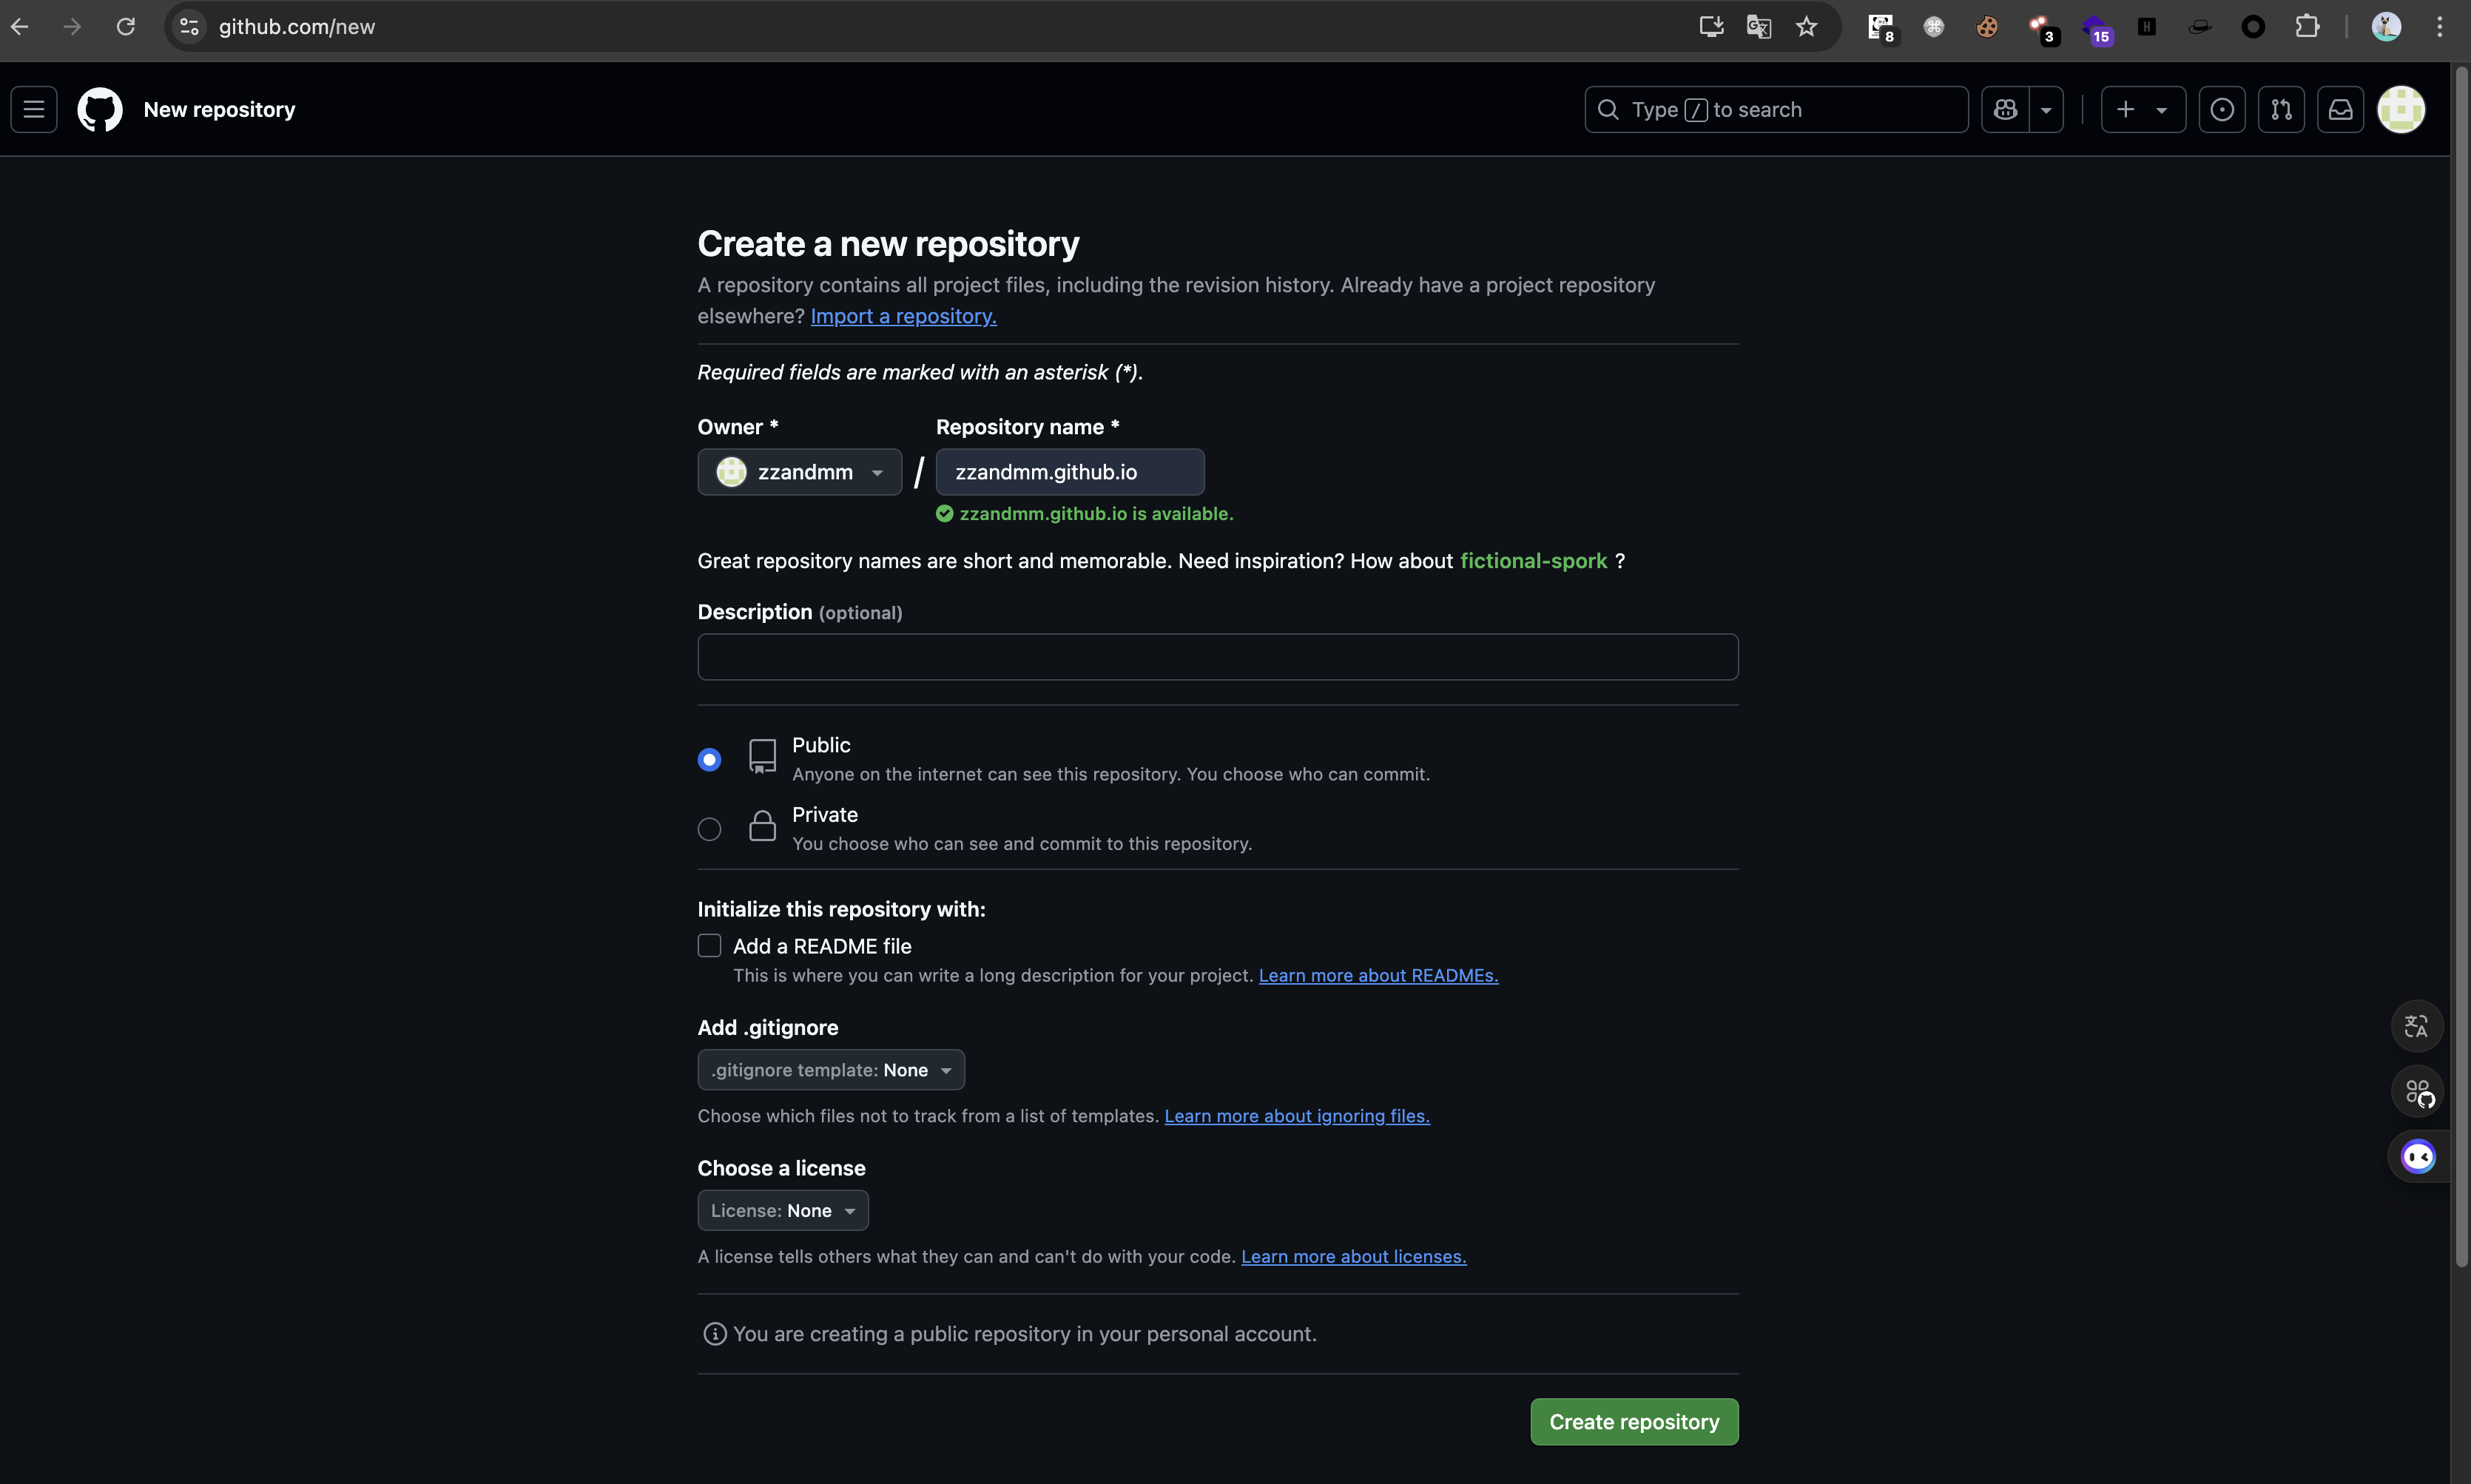 github.com/new
8
3
15
H
New repository
Type / to search
Create a new repository
A repository contains all project files, including the revision history. Already have a project repository
elsewhere? Import a repository.
Required fields are marked with an asterisk (*).
Owner * Repository name *
zzandmm / zzandmm.github.io
zzandmm.github.io is available.
Great repository names are short and memorable. Need inspiration? How about fictional-spork ?
Description (optional)
Public
Anyone on the internet can see this repository. You choose who can commit.
Private
You choose who can see and commit to this repository.
Initialize this repository with:
Add a README file
This is where you can write a long description for your project. Learn more about READMEs.
Add .gitignore
.gitignore template: None
Choose which files not to track from a list of templates. Learn more about ignoring files.
Choose a license
License: None
A license tells others what they can and can't do with your code. Learn more about licenses.
You are creating a public repository in your personal account.
Create repository